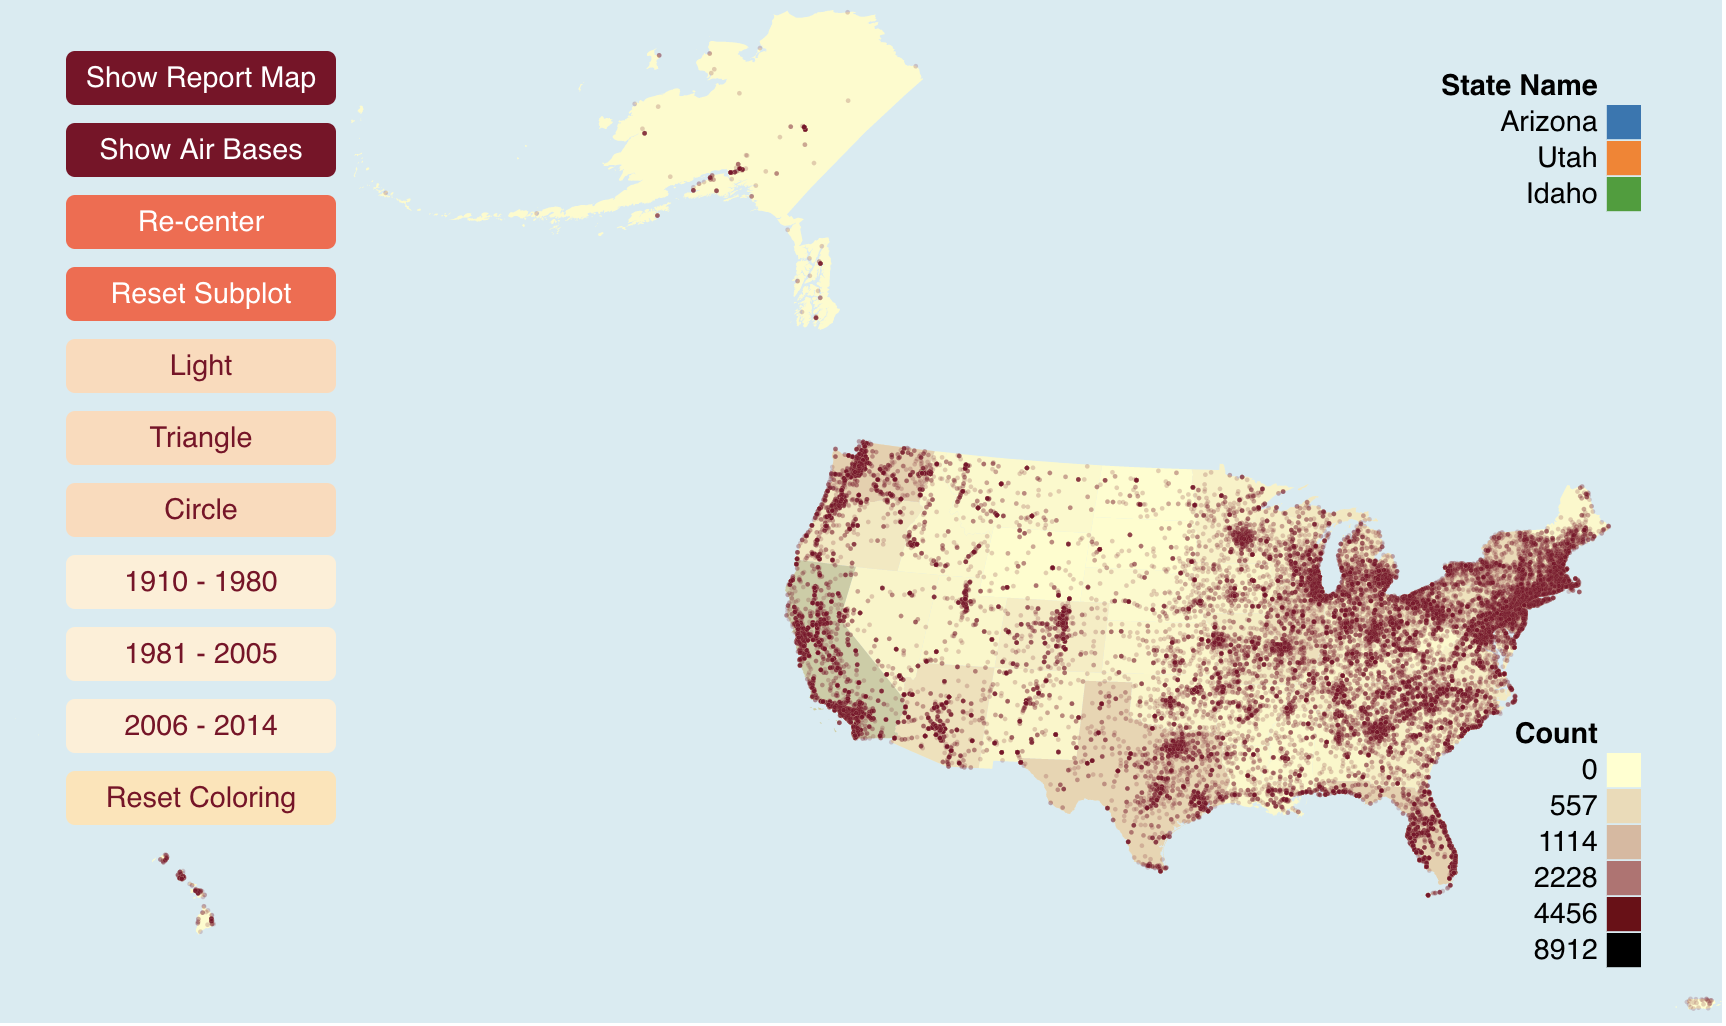 Show Report Map
Show Air Bases
Re-center
Reset Subplot
Light
Triangle
Circle
1910 - 1980
1981 - 2005
2006 - 2014
Reset Coloring
State Name
Arizona
Utah
Idaho
Count
0
557
1114
2228
4456
8912